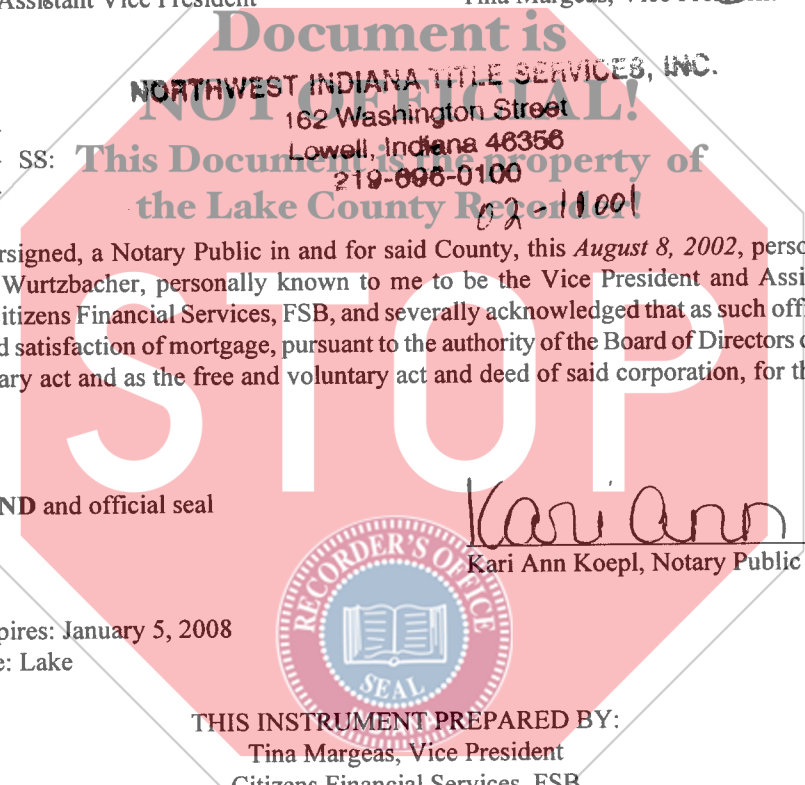 Assistant Vice President
Tina Margeas, Vice President
Document is
NOT OFFICIAL!
This Document is the property of
the Lake County Recorder!
NORTHWEST INDIANA TITLE SERVICES, INC.
162 Washington Street
Lowell, Indiana 46356
219-696-0100
02-11001
SS:
rsigned, a Notary Public in and for said County, this August 8, 2002, perso
Wurtzbacher, personally known to me to be the Vice President and Assi
itizens Financial Services, FSB, and severally acknowledged that as such off
d satisfaction of mortgage, pursuant to the authority of the Board of Directors
ary act and as the free and voluntary act and deed of said corporation, for th
STOP
ND and official seal
Kari Ann
Kari Ann Koepl, Notary Public
pires: January 5, 2008
e: Lake
RECORDER'S OFFICE
SEAL
THIS INSTRUMENT PREPARED BY:
Tina Margeas, Vice President
Citizens Financial Services, FSB